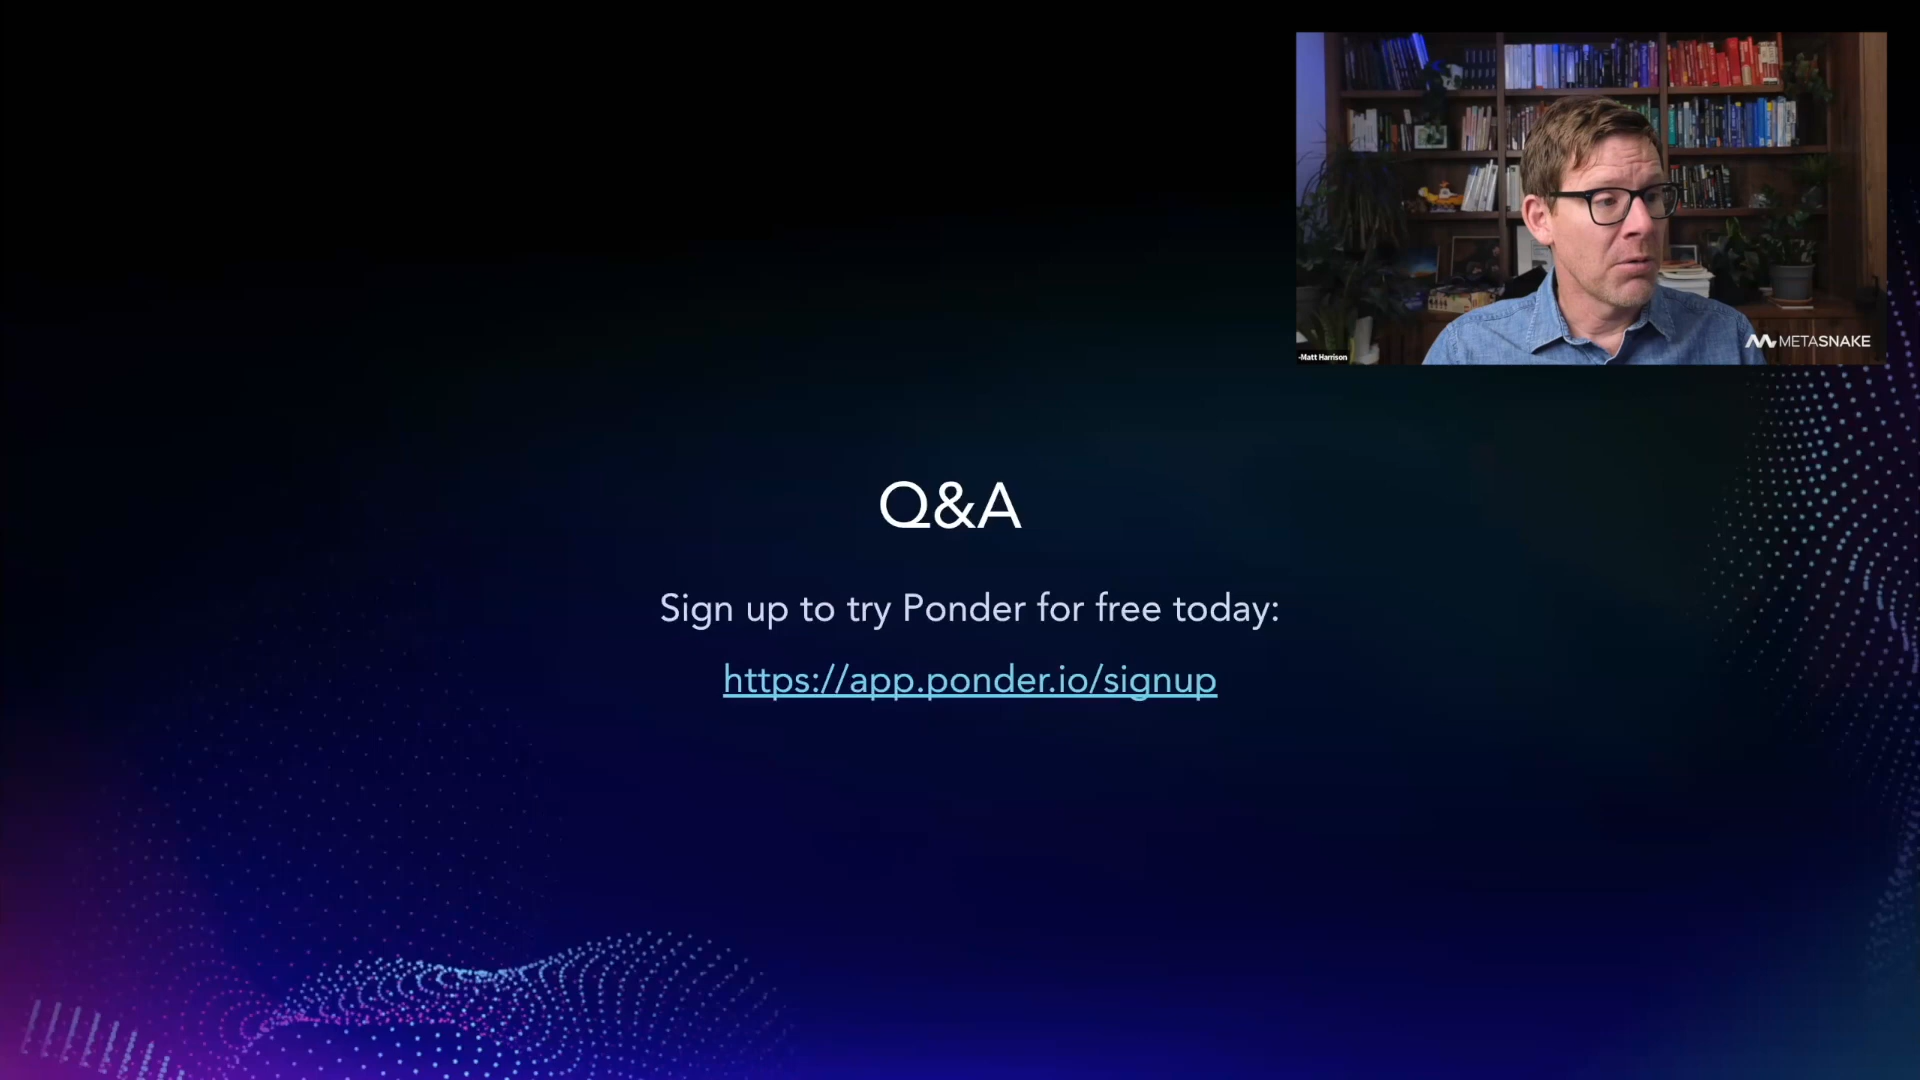 -Matt Harrison
METASNAKE
Q&A
Sign up to try Ponder for free today:
https://app.ponder.io/signup